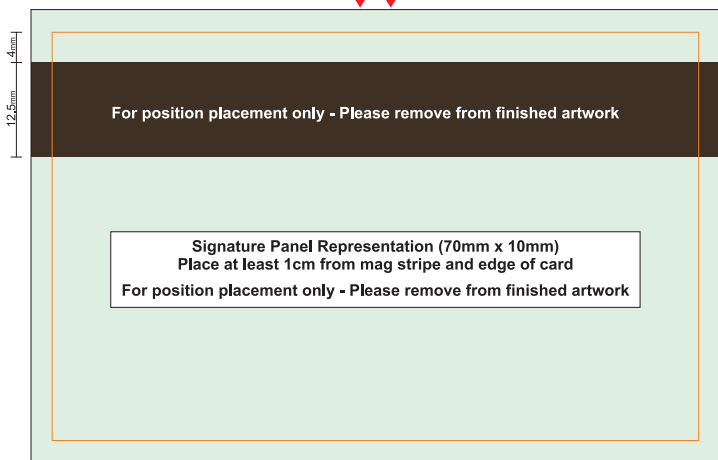 4mm
12,5mm
For position placement only - Please remove from finished artwork
Signature Panel Representation (70mm x 10mm)
Place at least 1cm from mag stripe and edge of card
For position placement only - Please remove from finished artwork